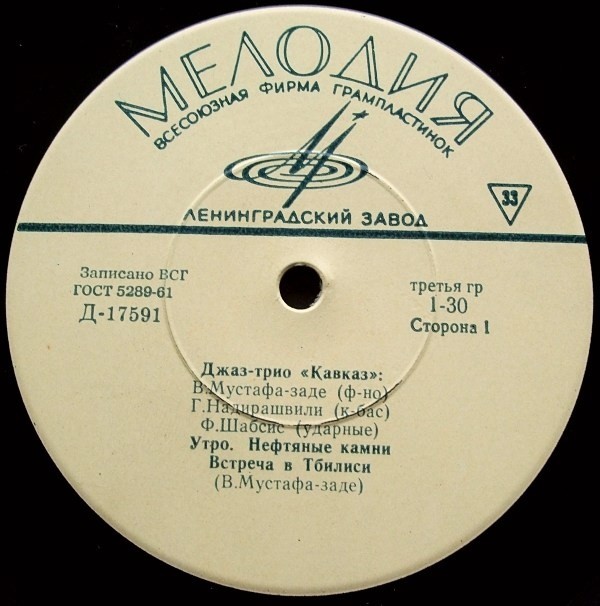 МЕЛОДИЯ
ВСЕСОЮЗНАЯ ФИРМА ГРАМПЛАСТИНОК
ЛЕНИНГРАДСКИЙ ЗАВОД
33
Записано ВСГ
ГОСТ 5289-61
Д-17591
третья гр
1-30
Сторона 1
Джаз-трио «Кавказ»:
В.Мустафа-заде (ф-но)
Г.Надирашвили (к-бас)
Ф.Шабсис (ударные)
Утро. Нефтяные камни
Встреча в Тбилиси
(В.Мустафа-заде)